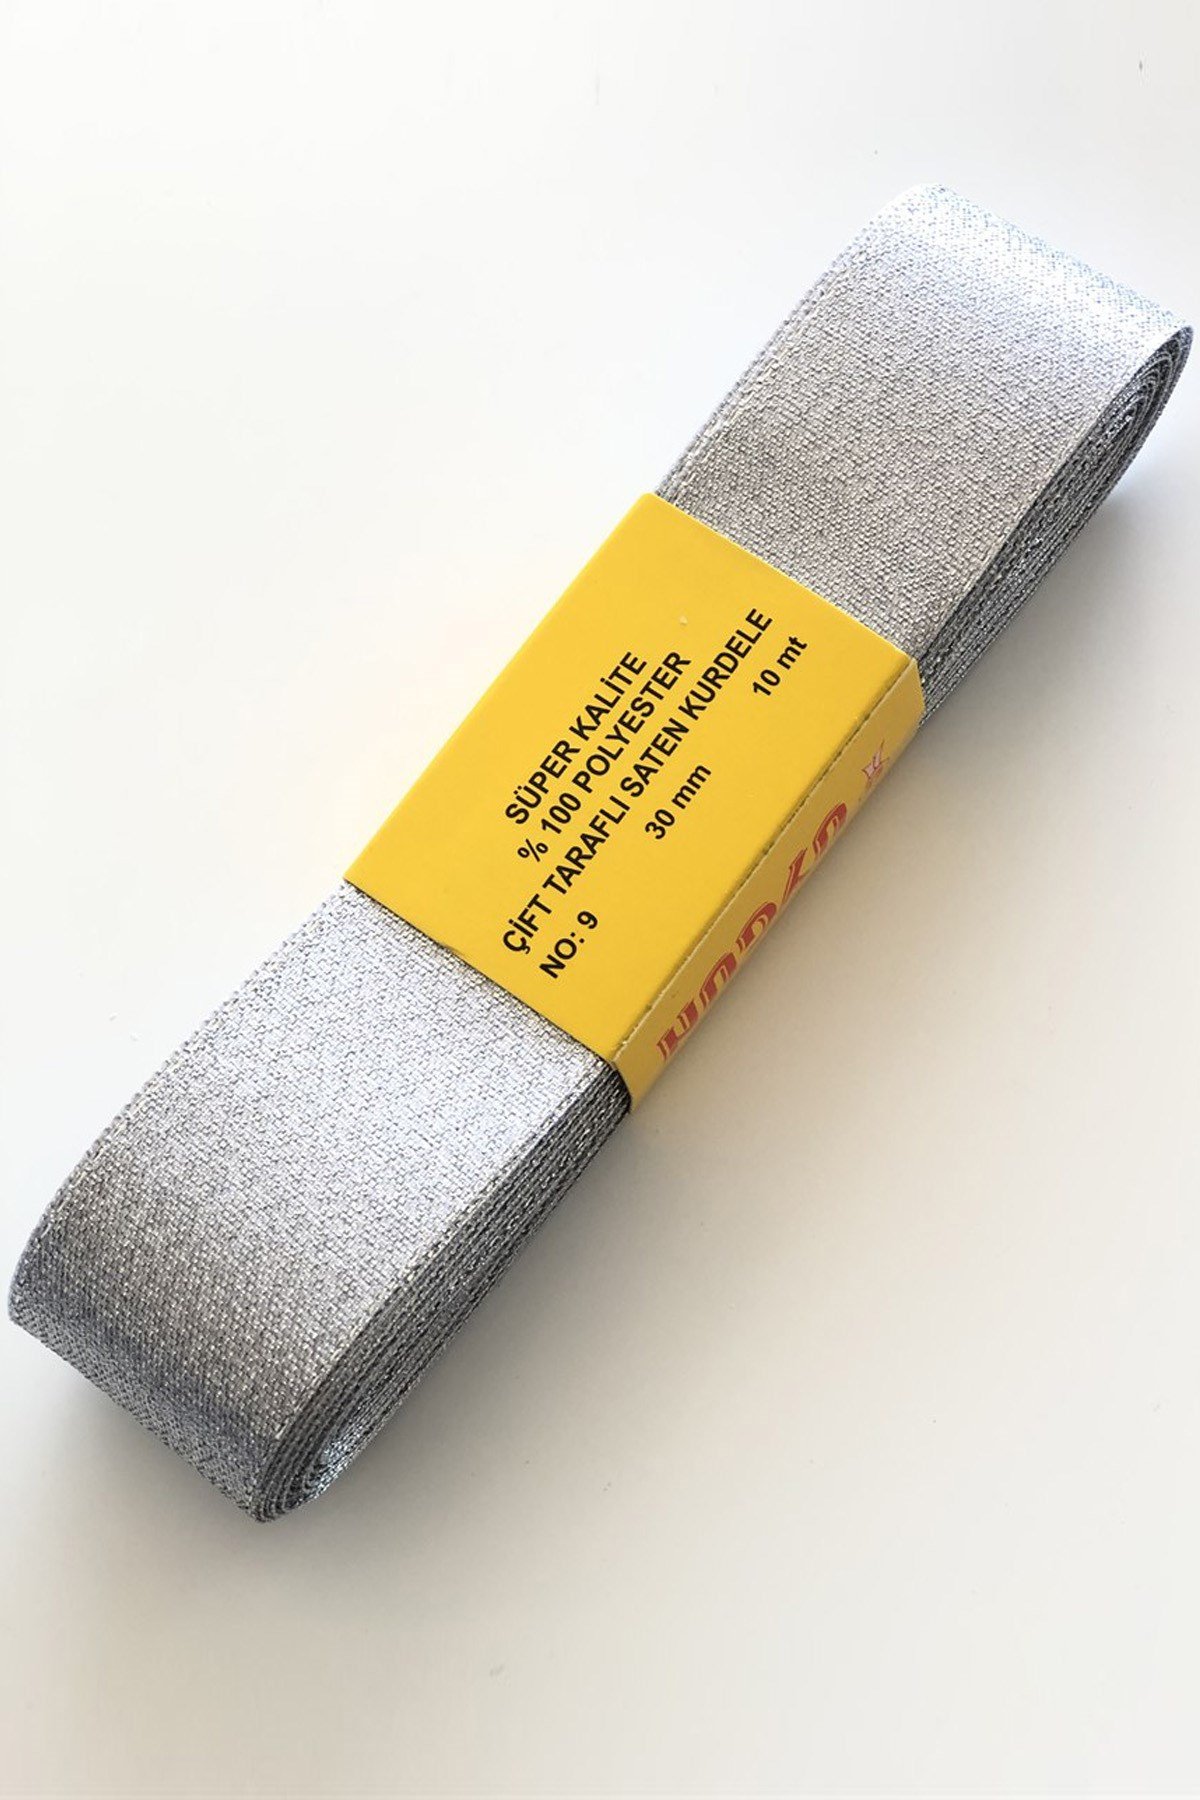 SÜPER KALİTE
% 100 POLYESTER
ÇİFT TARAFLI SATEN KURDELE
NO: 9 30 mm 10 mt